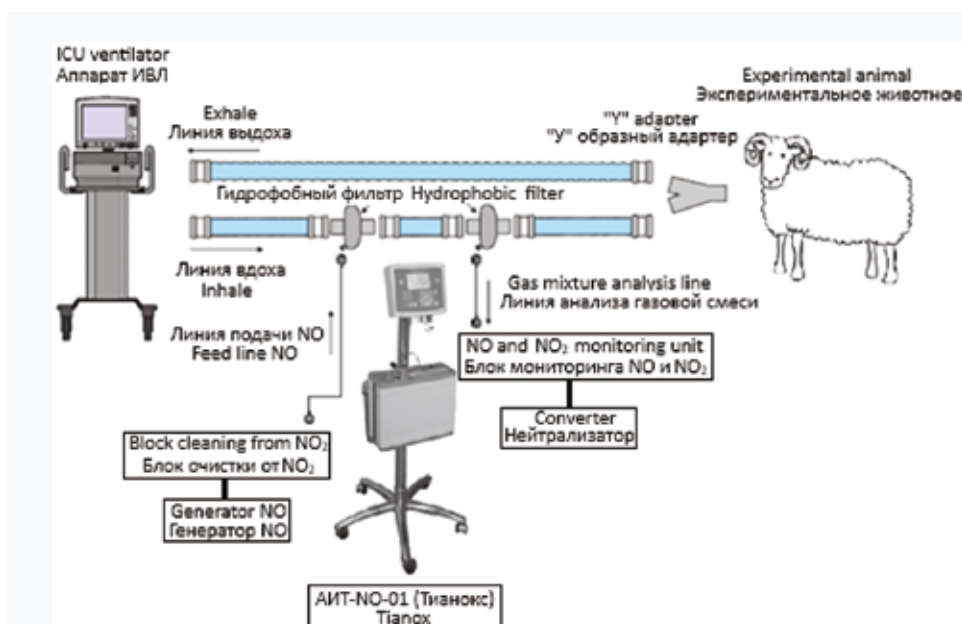 ICU ventilator
Аппарат ИВЛ
Experimental animal
Экспериментальное животное
Exhale
Линия выдоха
"Y" adapter
"У" образный адаптер
Гидрофобный фильтр Hydrophobic filter
Линия вдоха
Inhale
Gas mixture analysis line
Линия анализа газовой смеси
Линия подачи NO
Feed line NO
NO and NO₂ monitoring unit
Блок мониторинга NO и NO₂
Converter
Нейтрализатор
Block cleaning from NO₂
Блок очистки от NO₂
Generator NO
Генератор NO
АИТ-NO-01 (Тианокс)
Tianox